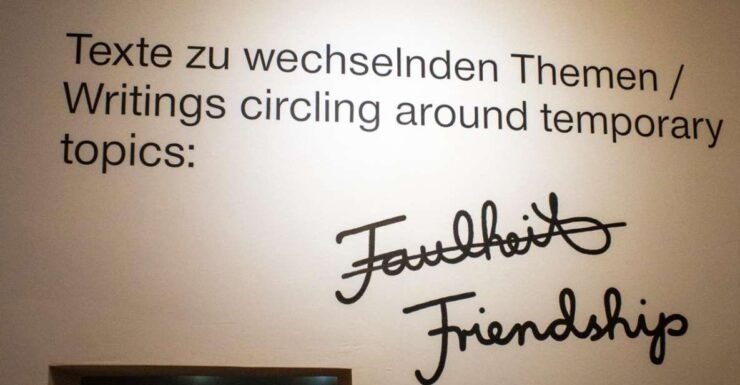 Texte zu wechselnden Themen /
Writings circling around temporary
topics:
Faulheit
Friendship